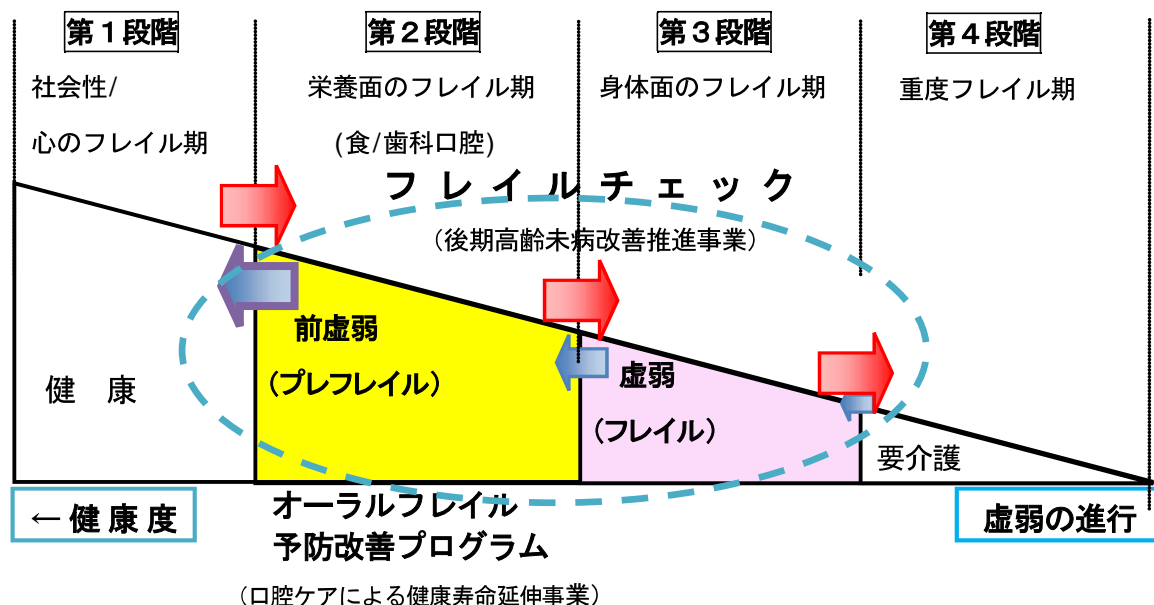 第１段階
第２段階
第３段階
第４段階
社会性/
心のフレイル期
栄養面のフレイル期
(食/歯科口腔)
身体面のフレイル期
重度フレイル期
フレイルチェック
（後期高齢未病改善推進事業）
健　康
前虚弱
（プレフレイル）
虚弱
（フレイル）
要介護
←健康度
オーラルフレイル
予防改善プログラム
（口腔ケアによる健康寿命延伸事業）
虚弱の進行